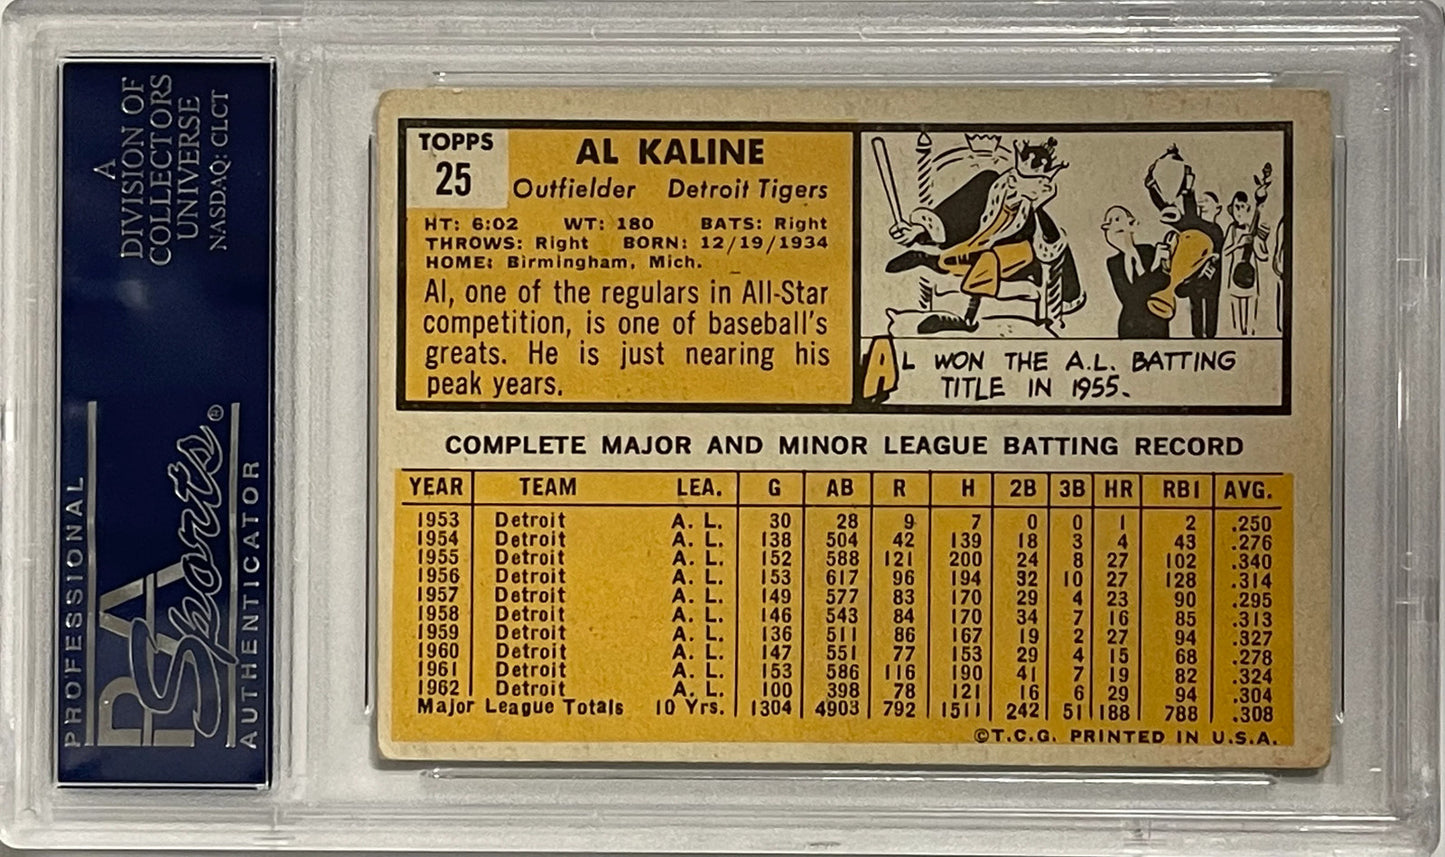 A
DIVISION OF
COLLECTORS
UNIVERSE
NASDAQ: CLCT
PROFESSIONAL
PSA
Sports®
AUTHENTICATOR
TOPPS
25
AL KALINE
Outfielder Detroit Tigers
HT: 6:02 WT: 180 BATS: Right
THROWS: Right BORN: 12/19/1934
HOME: Birmingham, Mich.
Al, one of the regulars in All-Star
competition, is one of baseball's
greats. He is just nearing his
peak years.
AL WON THE A.L. BATTING
TITLE IN 1955.
COMPLETE MAJOR AND MINOR LEAGUE BATTING RECORD
YEAR TEAM LEA. G AB R H 2B 3B HR RBI AVG.
1953 Detroit A. L. 30 28 9 7 0 0 1 2 .250
1954 Detroit A. L. 138 504 42 139 18 3 4 43 .276
1955 Detroit A. L. 152 588 121 200 24 8 27 102 .340
1956 Detroit A. L. 153 617 96 194 32 10 27 128 .314
1957 Detroit A. L. 149 577 83 170 29 4 23 90 .295
1958 Detroit A. L. 146 543 84 170 34 7 16 85 .313
1959 Detroit A. L. 136 511 86 167 19 2 27 94 .327
1960 Detroit A. L. 147 551 77 153 29 4 15 68 .278
1961 Detroit A. L. 153 586 116 190 41 7 19 82 .324
1962 Detroit A. L. 100 398 78 121 16 6 29 94 .304
Major League Totals 10 Yrs. 1304 4903 792 1511 242 51 188 788 .308
©T.C.G. PRINTED IN U.S.A.